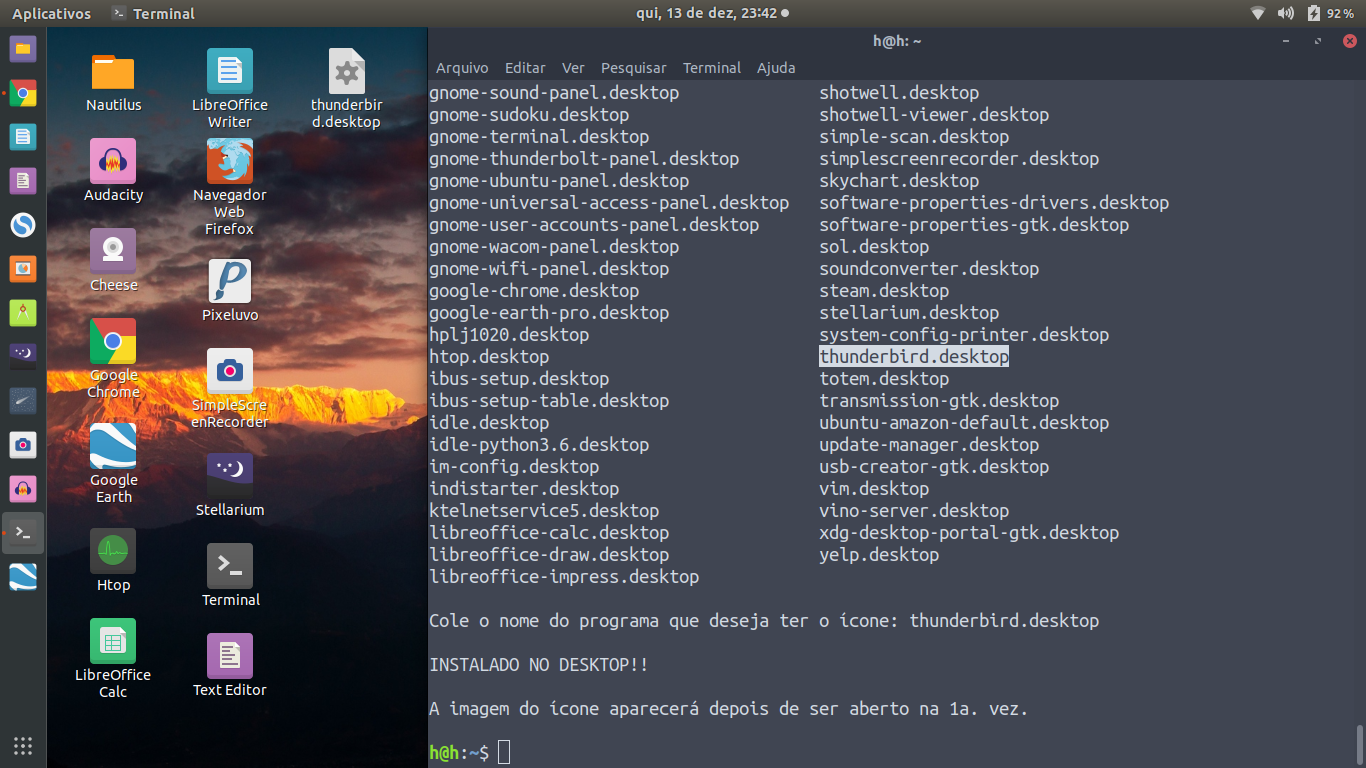 Aplicativos Terminal qui, 13 de dez, 23:42 92 %
Nautilus
Audacity
Cheese
Google
Chrome
Google
Earth
Htop
LibreOffice
Calc
LibreOffice
Writer
Navegador
Web
Firefox
Pixeluvo
SimpleScre
enRecorder
Stellarium
Terminal
Text Editor
thunderbir
d.desktop
h@h: ~
Arquivo Editar Ver Pesquisar Terminal Ajuda
gnome-sound-panel.desktop shotwell.desktop
gnome-sudoku.desktop shotwell-viewer.desktop
gnome-terminal.desktop simple-scan.desktop
gnome-thunderbolt-panel.desktop simplescreenrecorder.desktop
gnome-ubuntu-panel.desktop skychart.desktop
gnome-universal-access-panel.desktop software-properties-drivers.desktop
gnome-user-accounts-panel.desktop software-properties-gtk.desktop
gnome-wacom-panel.desktop sol.desktop
gnome-wifi-panel.desktop soundconverter.desktop
google-chrome.desktop steam.desktop
google-earth-pro.desktop stellarium.desktop
hplj1020.desktop system-config-printer.desktop
htop.desktop thunderbird.desktop
ibus-setup.desktop totem.desktop
ibus-setup-table.desktop transmission-gtk.desktop
idle.desktop ubuntu-amazon-default.desktop
idle-python3.6.desktop update-manager.desktop
im-config.desktop usb-creator-gtk.desktop
indistarter.desktop vim.desktop
ktelnetservice5.desktop vino-server.desktop
libreoffice-calc.desktop xdg-desktop-portal-gtk.desktop
libreoffice-draw.desktop yelp.desktop
libreoffice-impress.desktop
Cole o nome do programa que deseja ter o ícone: thunderbird.desktop
INSTALADO NO DESKTOP!!
A imagem do ícone aparecerá depois de ser aberto na 1a. vez.
h@h:~$